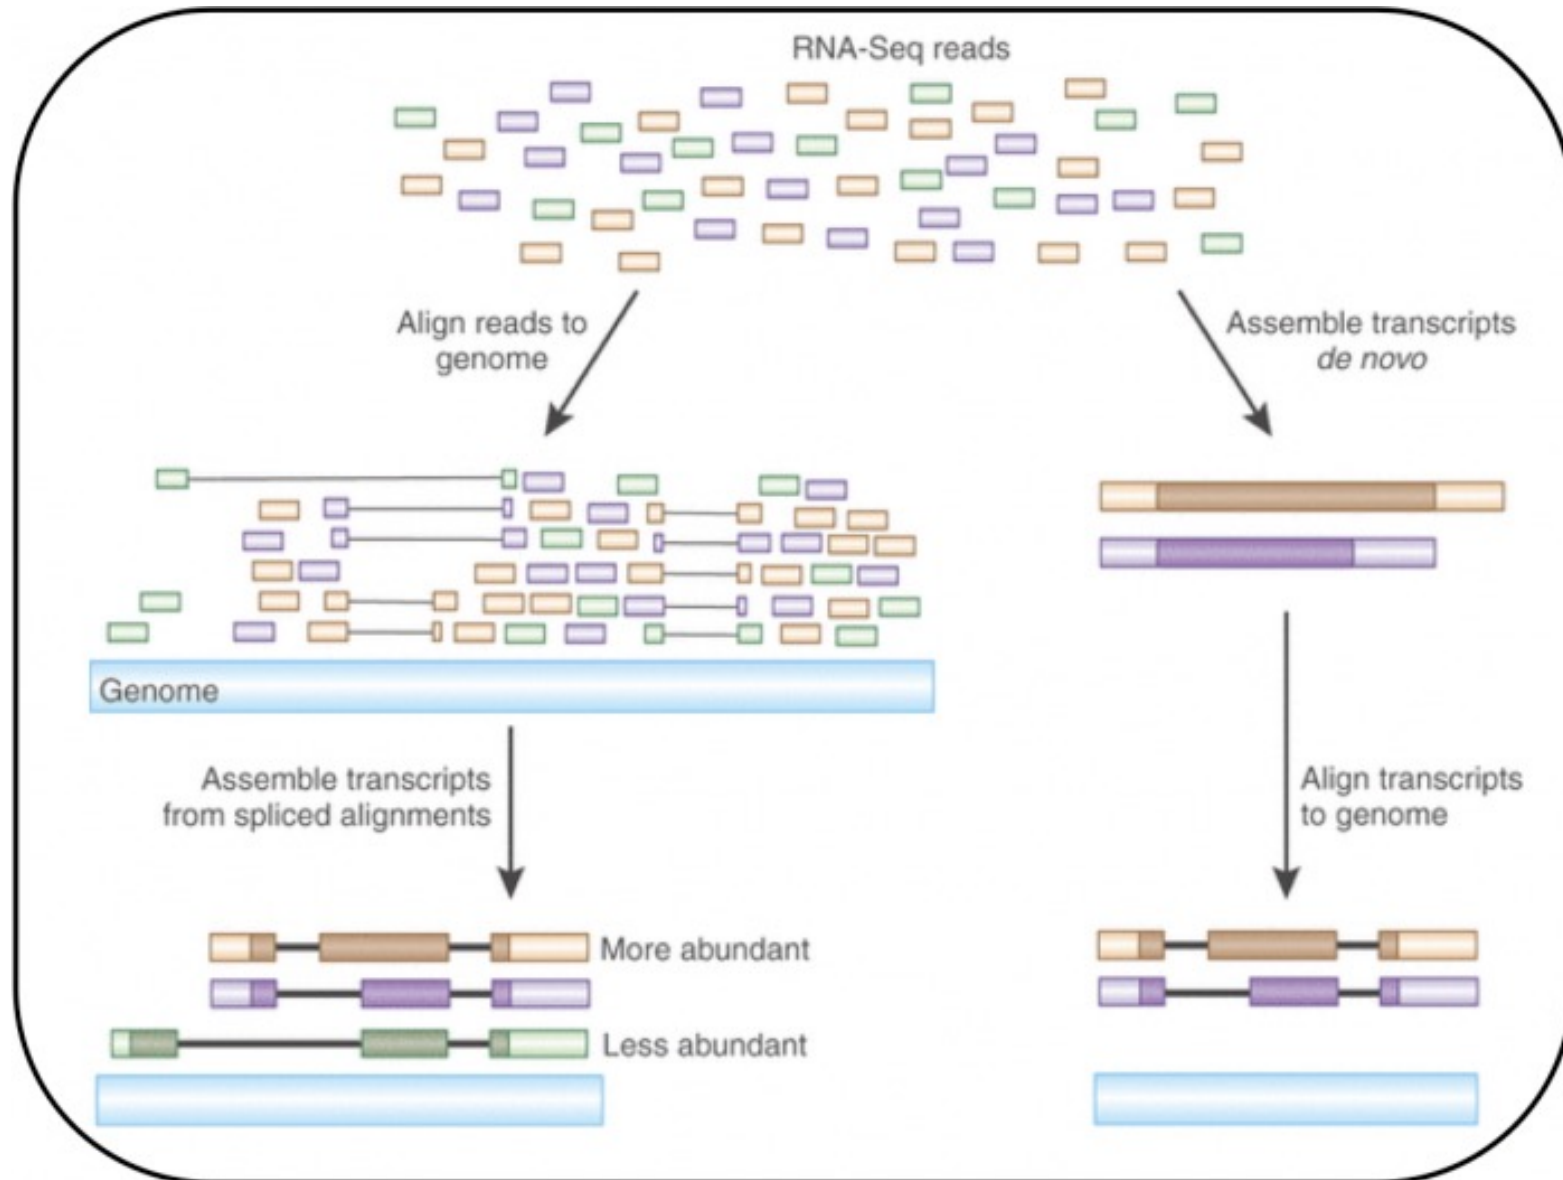 RNA-Seq reads
Align reads to
genome
Assemble transcripts
de novo
Genome
Assemble transcripts
from spliced alignments
Align transcripts
to genome
More abundant
Less abundant